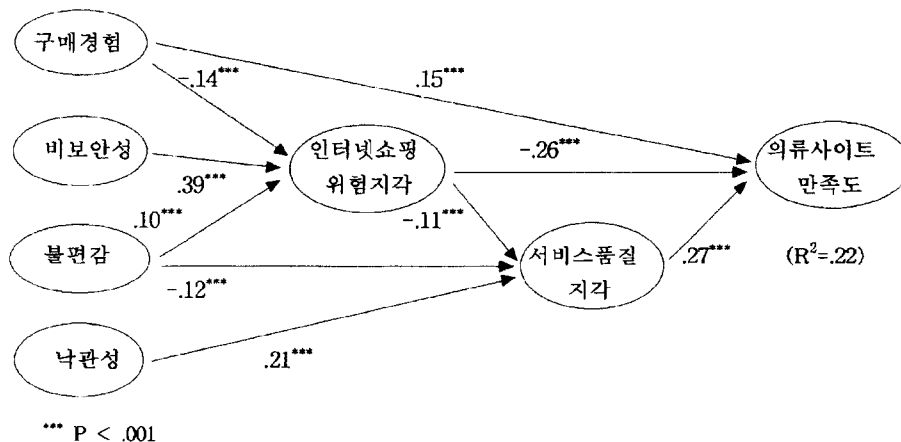 구매경험
-.14***
.15***
비보안성
.39***
인터넷쇼핑
위험지각
-.26***
의류사이트
만족도
.10***
-.11***
불편감
-.12***
서비스품질
지각
.27***
(R²=.22)
낙관성
.21***
*** P < .001